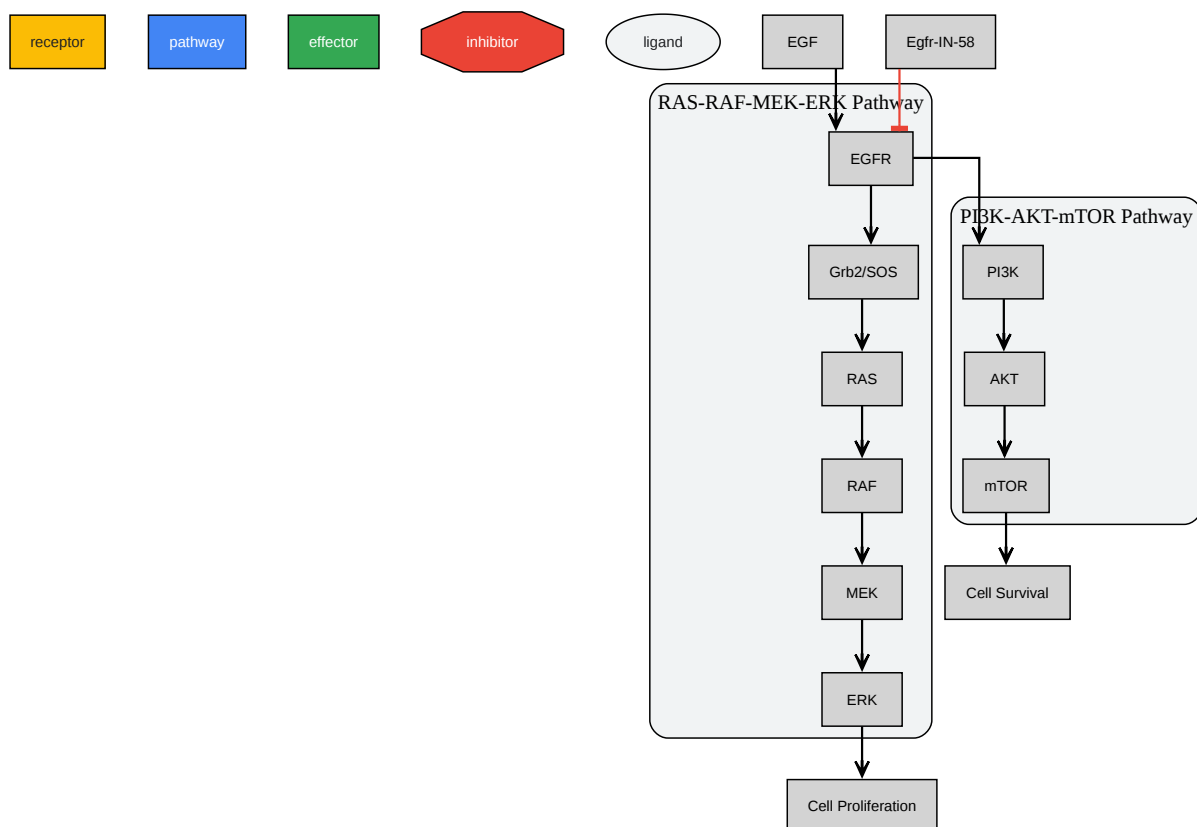 receptor
pathway
effector
inhibitor
ligand
EGF
Egfr-IN-58
RAS-RAF-MEK-ERK Pathway
EGFR
PI3K-AKT-mTOR Pathway
Grb2/SOS
PI3K
RAS
AKT
RAF
mTOR
MEK
Cell Survival
ERK
Cell Proliferation